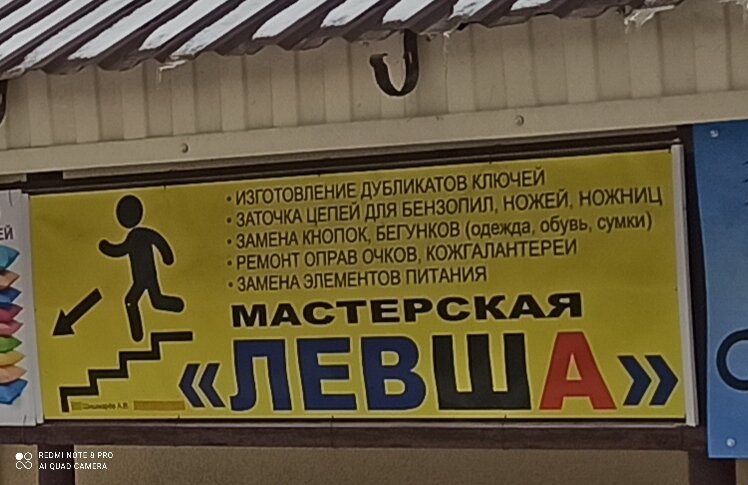 • ИЗГОТОВЛЕНИЕ ДУБЛИКАТОВ КЛЮЧЕЙ
• ЗАТОЧКА ЦЕПЕЙ ДЛЯ БЕНЗОПИЛ, НОЖЕЙ, НОЖНИЦ
• ЗАМЕНА КНОПОК, БЕГУНКОВ (одежда, обувь, сумки)
• РЕМОНТ ОПРАВ ОЧКОВ, КОЖГАЛАНТЕРЕИ
• ЗАМЕНА ЭЛЕМЕНТОВ ПИТАНИЯ
МАСТЕРСКАЯ
«ЛЕВША»
REDMI NOTE 8 PRO
AI QUAD CAMERA